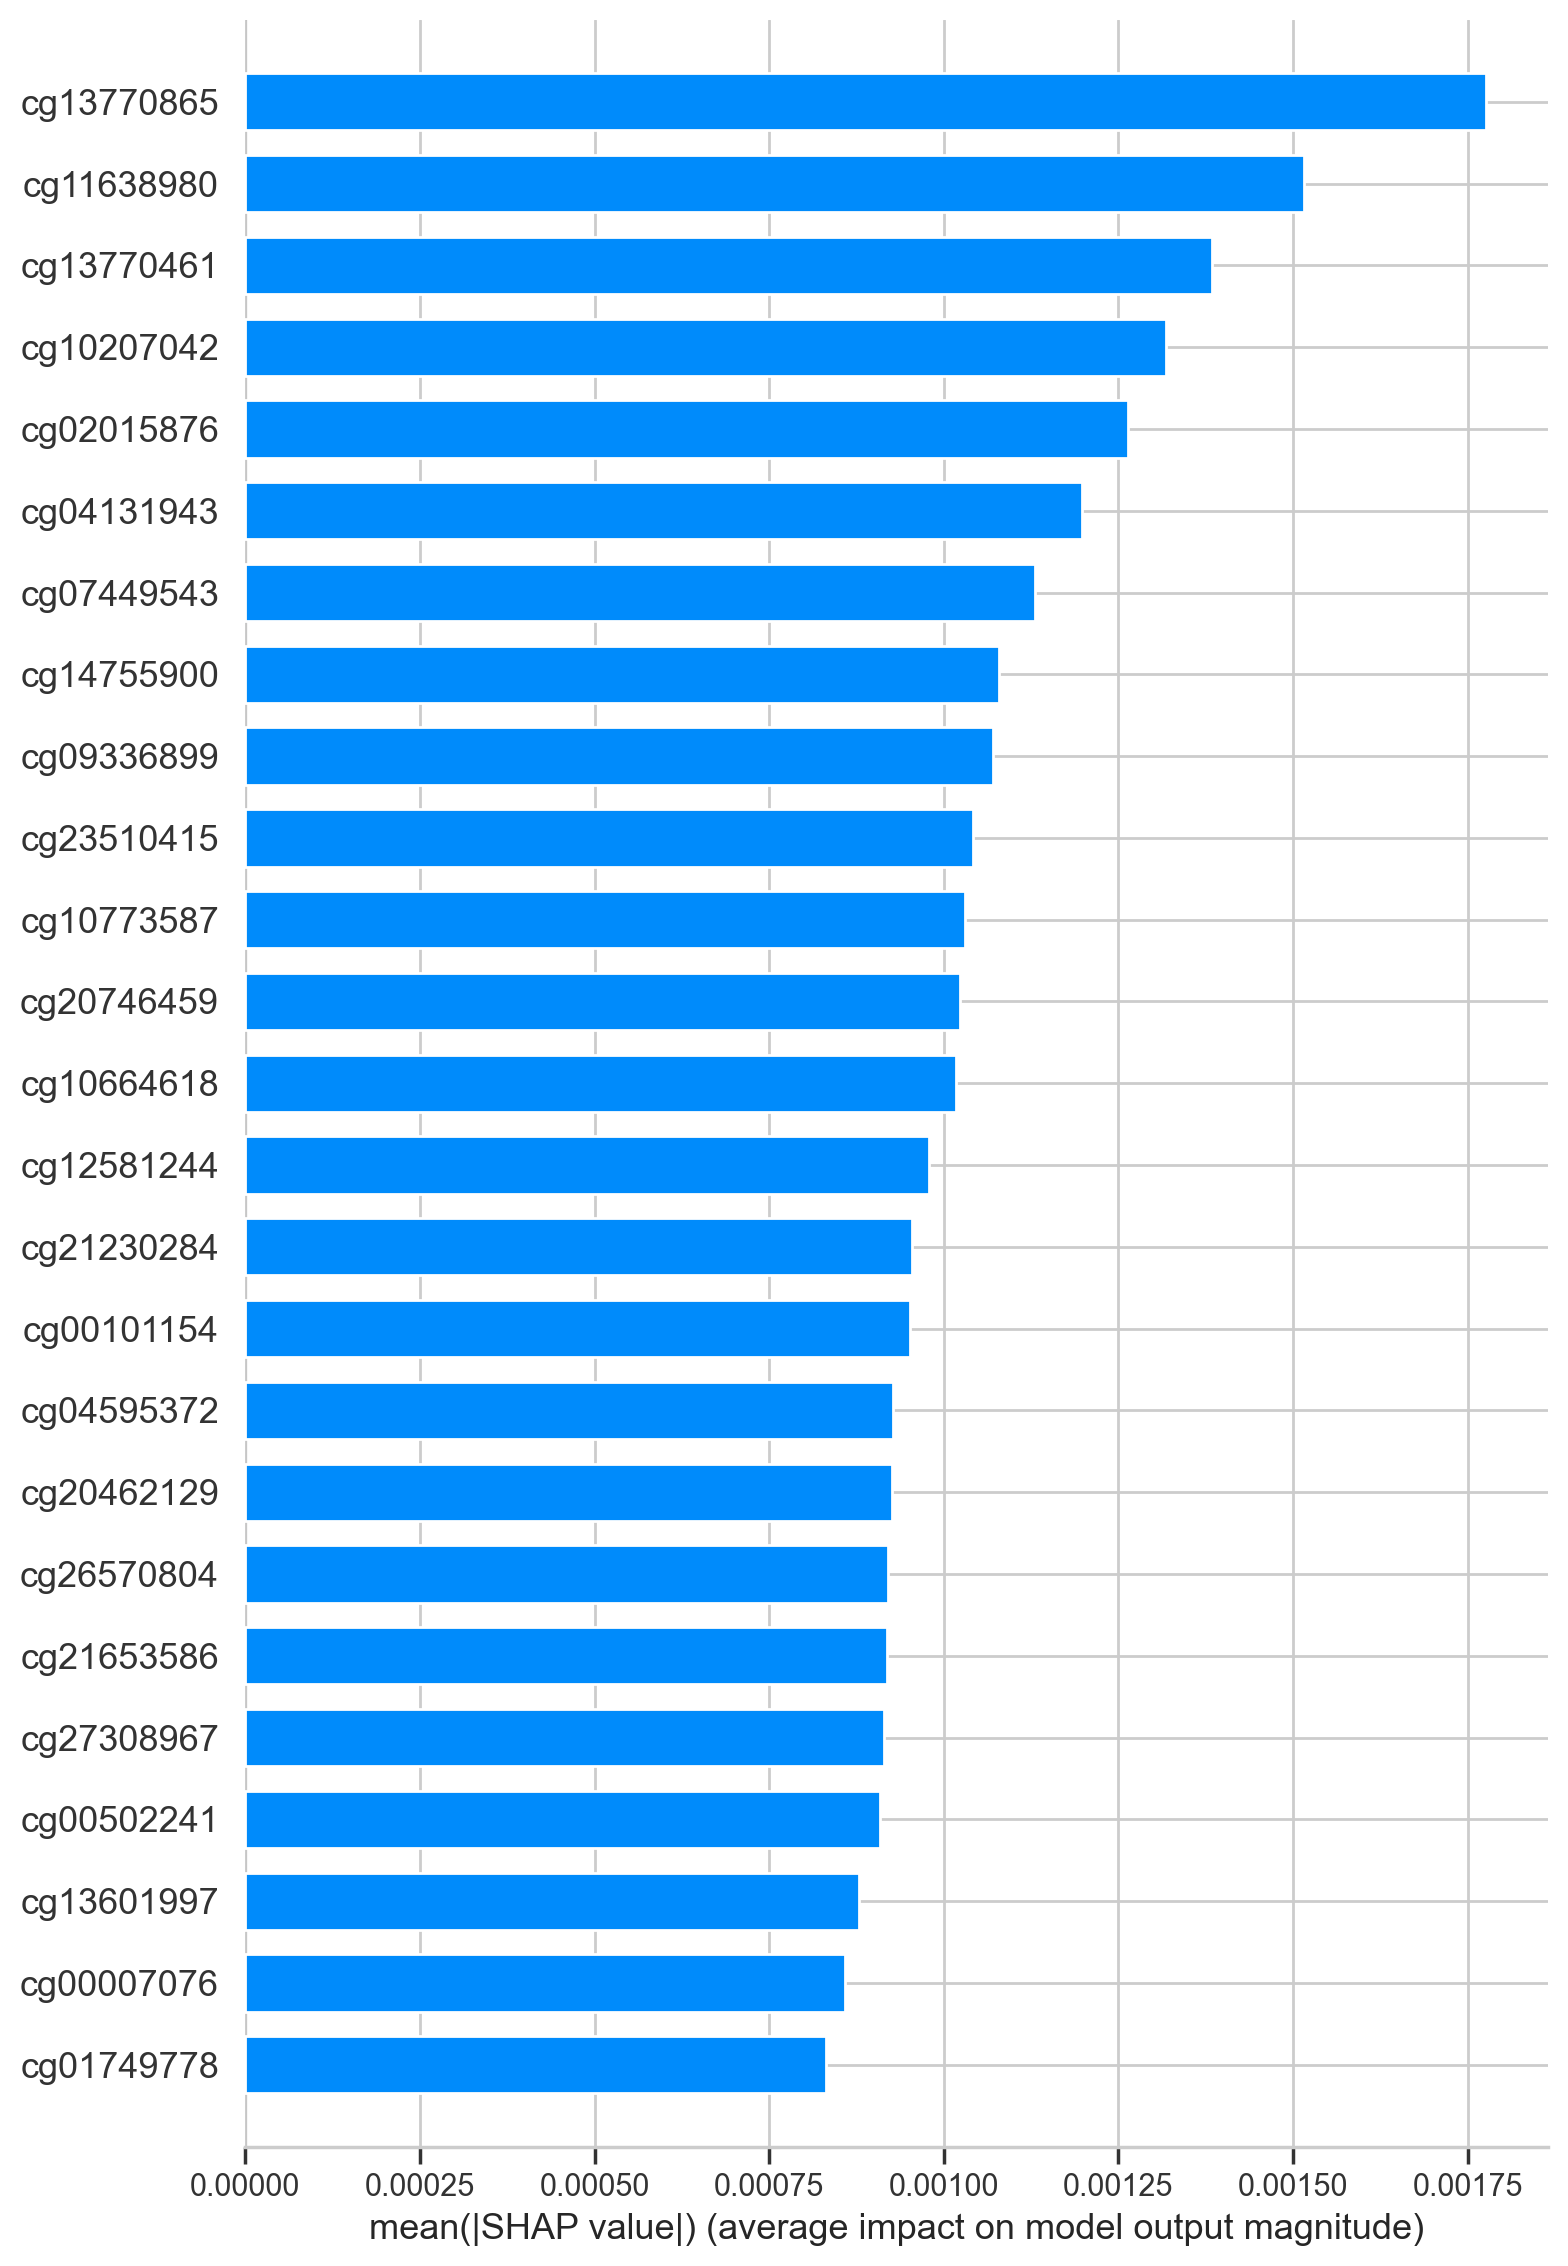 cg13770865
cg11638980
cg13770461
cg10207042
cg02015876
cg04131943
cg07449543
cg14755900
cg09336899
cg23510415
cg10773587
cg20746459
cg10664618
cg12581244
cg21230284
cg00101154
cg04595372
cg20462129
cg26570804
cg21653586
cg27308967
cg00502241
cg13601997
cg00007076
cg01749778
0.00000 0.00025 0.00050 0.00075 0.00100 0.00125 0.00150 0.00175
mean(|SHAP value|) (average impact on model output magnitude)